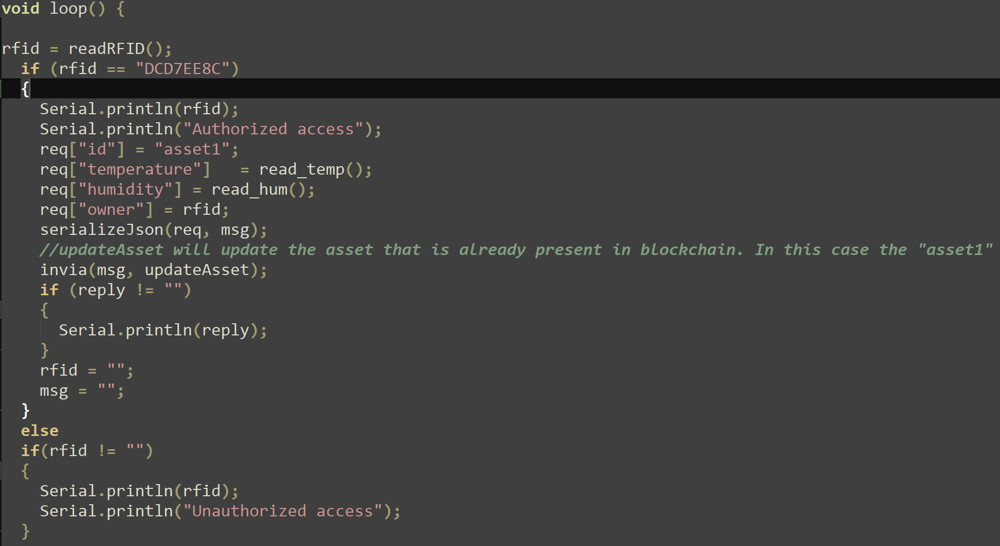 void loop() {
rfid = readRFID();
if (rfid == "DCD7EE8C")
{
Serial.println(rfid);
Serial.println("Authorized access");
req["id"] = "asset1";
req["temperature"]   = read_temp();
req["humidity"] = read_hum();
req["owner"] = rfid;
serializeJson(req, msg);
//updateAsset will update the asset that is already present in blockchain. In this case the "asset1"
invia(msg, updateAsset);
if (reply != "")
{
Serial.println(reply);
}
rfid = "";
msg = "";
}
else
if(rfid != "")
{
Serial.println(rfid);
Serial.println("Unauthorized access");
}